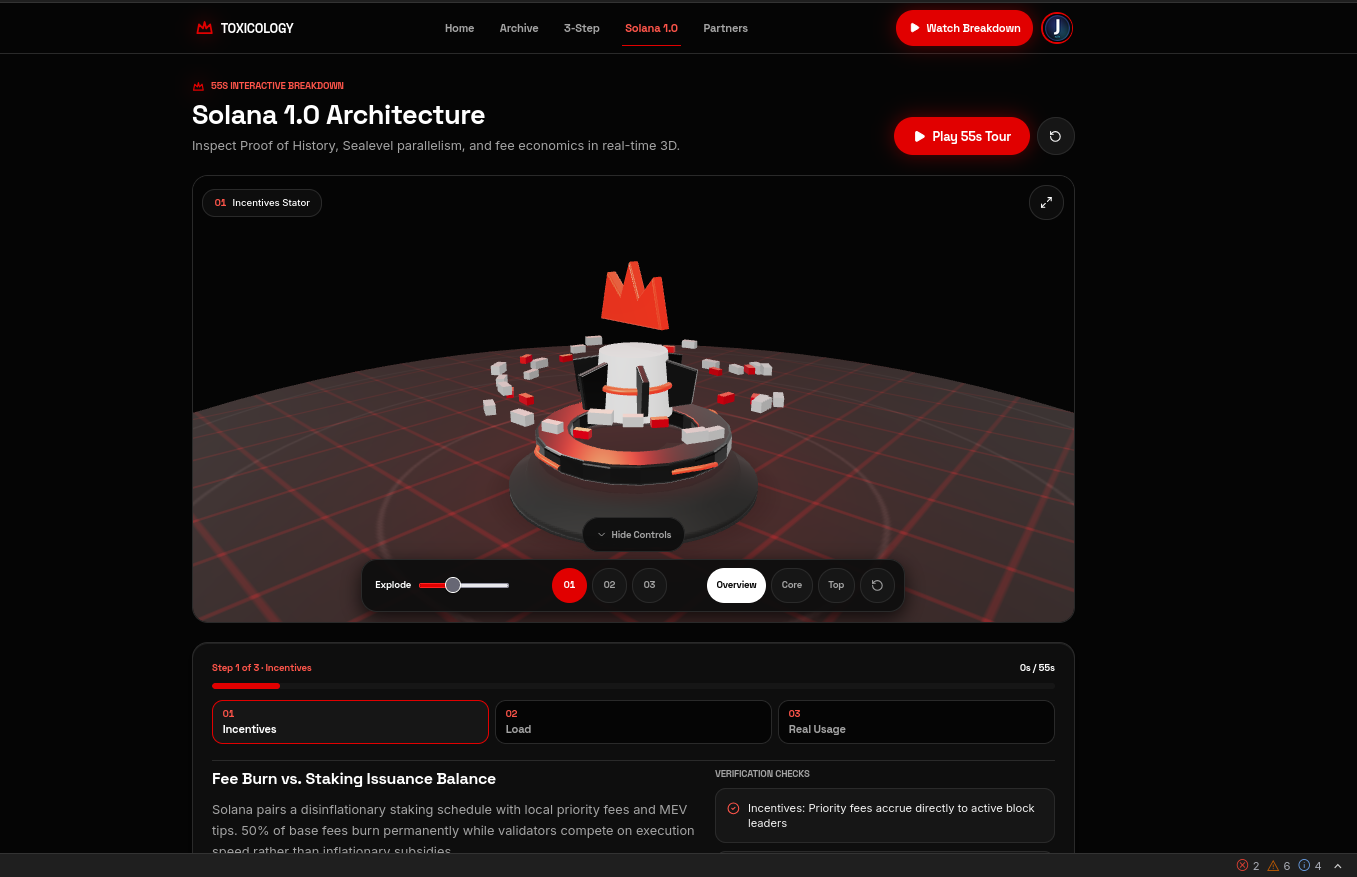 TOXICOLOGY
Home
Archive
3-Step
Solana 1.0
Partners
Watch Breakdown
J
55S INTERACTIVE BREAKDOWN
Solana 1.0 Architecture
Inspect Proof of History, Sealevel parallelism, and fee economics in real-time 3D.
Play 55s Tour
01 Incentives Stator
Hide Controls
Explode
01
02
03
Overview
Core
Top
Step 1 of 3 · Incentives
0s / 55s
01
Incentives
02
Load
03
Real Usage
Fee Burn vs. Staking Issuance Balance
Solana pairs a disinflationary staking schedule with local priority fees and MEV
tips. 50% of base fees burn permanently while validators compete on execution
speed rather than inflationary subsidies.
VERIFICATION CHECKS
Incentives: Priority fees accrue directly to active block
leaders
2
6
4